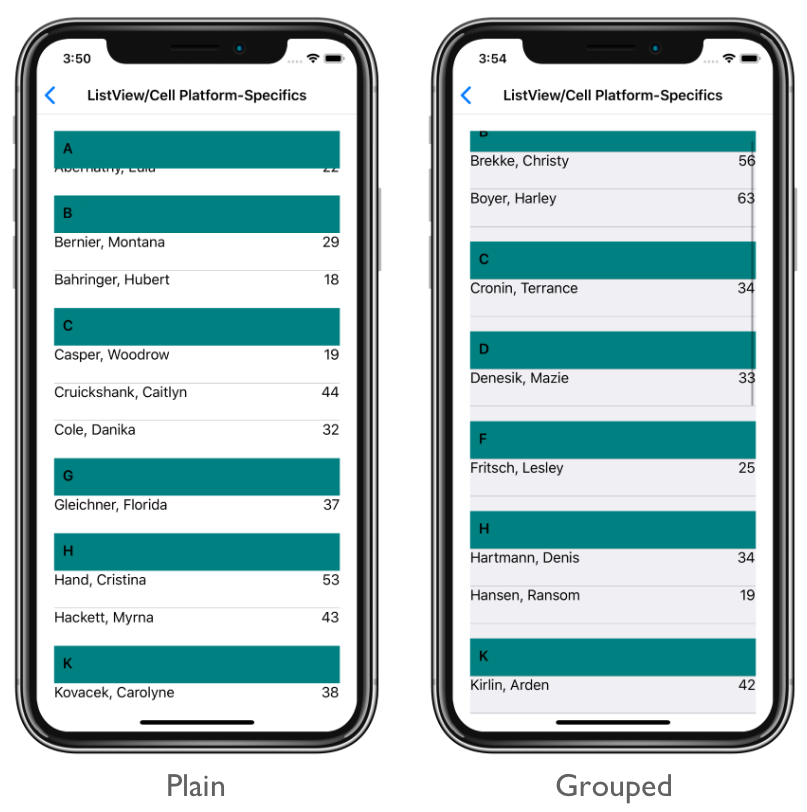 3:50
ListView/Cell Platform-Specifics
A
Abernathy, Lula 22
B
Bernier, Montana 29
Bahringer, Hubert 18
C
Casper, Woodrow 19
Cruickshank, Caitlyn 44
Cole, Danika 32
G
Gleichner, Florida 37
H
Hand, Cristina 53
Hackett, Myrna 43
K
Kovacek, Carolyne 38
Plain
3:54
ListView/Cell Platform-Specifics
B
Brekke, Christy 56
Boyer, Harley 63
C
Cronin, Terrance 34
D
Denesik, Mazie 33
F
Fritsch, Lesley 25
H
Hartmann, Denis 34
Hansen, Ransom 19
K
Kirlin, Arden 42
Grouped